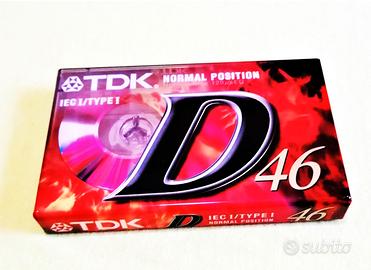 TDK
NORMAL POSITION
IEC I/TYPE I
D 46
TDK D IEC I/TYPE I 46
NORMAL POSITION
subito